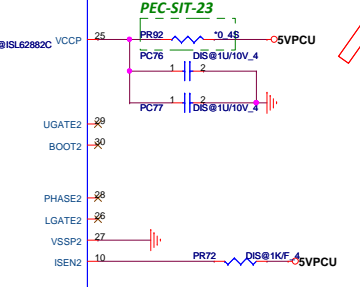 PEC-SIT-23
@ISL62882C VCCP 25 PR92 *0_4S 5VPCU
PC76 DIS@1U/10V_4
1 2
1 2
PC77 DIS@1U/10V_4
UGATE2 29
BOOT2 30
PHASE2 28
LGATE2 26
VSSP2 27
ISEN2 10 PR72 DIS@1K/F_4 5VPCU